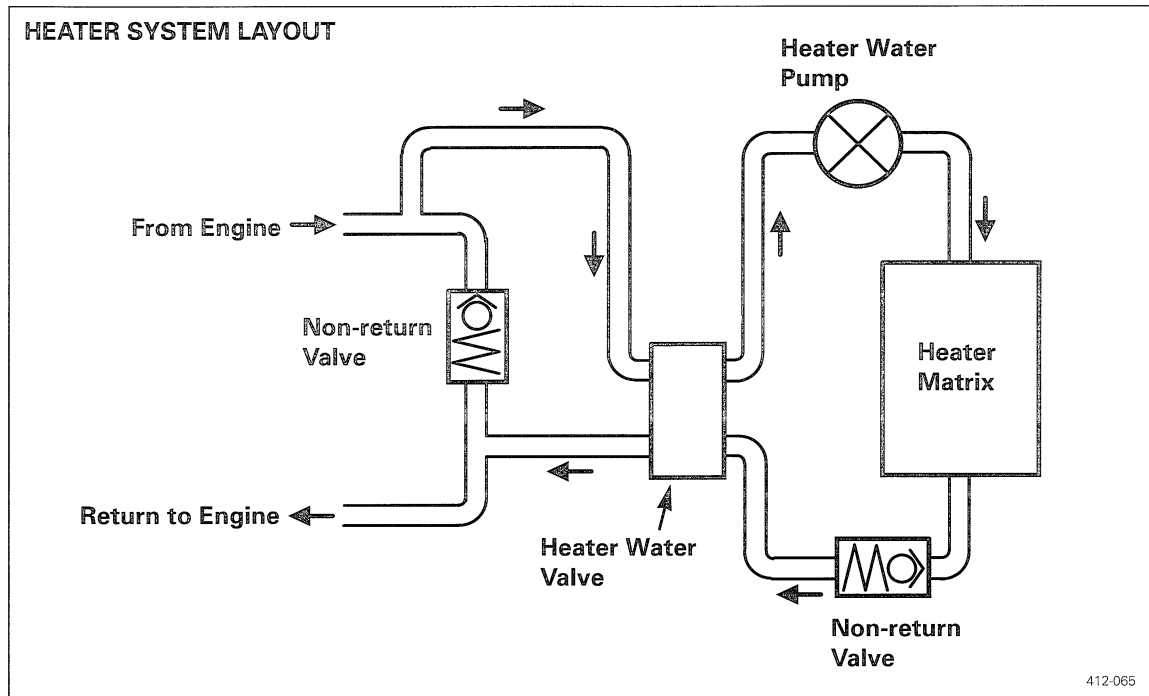 HEATER SYSTEM LAYOUT
Heater Water
Pump
From Engine
Non-return
Valve
Heater
Matrix
Return to Engine
Heater Water
Valve
Non-return
Valve
412-065